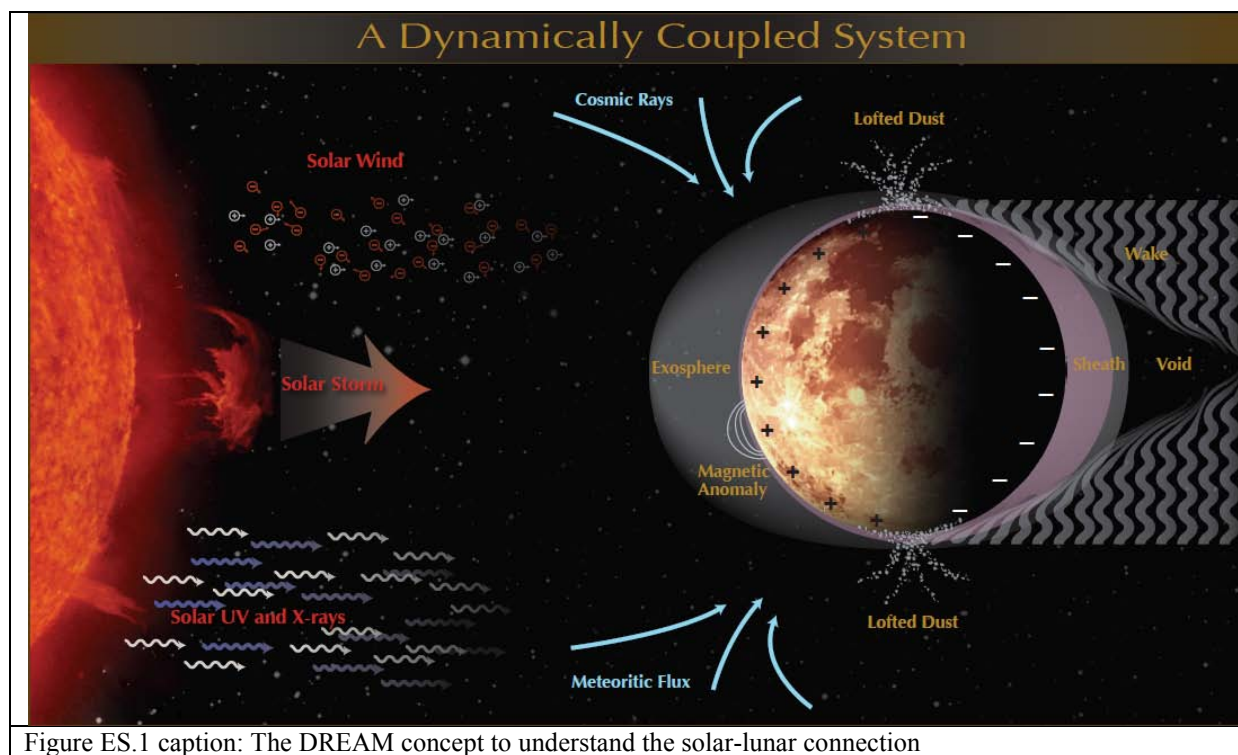 A Dynamically Coupled System
Cosmic Rays
Lofted Dust
Solar Wind
Wake
Solar Storm
Exosphere
Sheath
Void
Magnetic
Anomaly
Solar UV and X-rays
Lofted Dust
Meteoritic Flux
Figure ES.1 caption: The DREAM concept to understand the solar-lunar connection